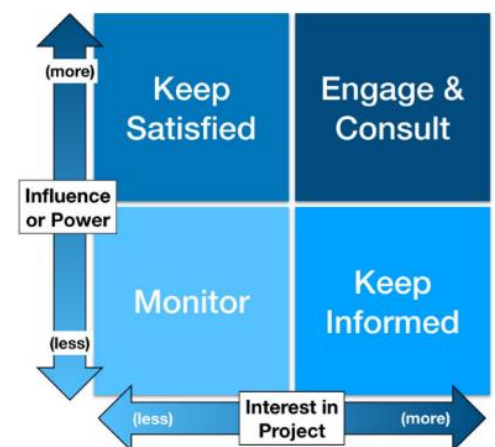 (more)
Keep
Satisfied
Engage &
Consult
Influence
or Power
Monitor
Keep
Informed
(less)
(less)
Interest in
Project
(more)